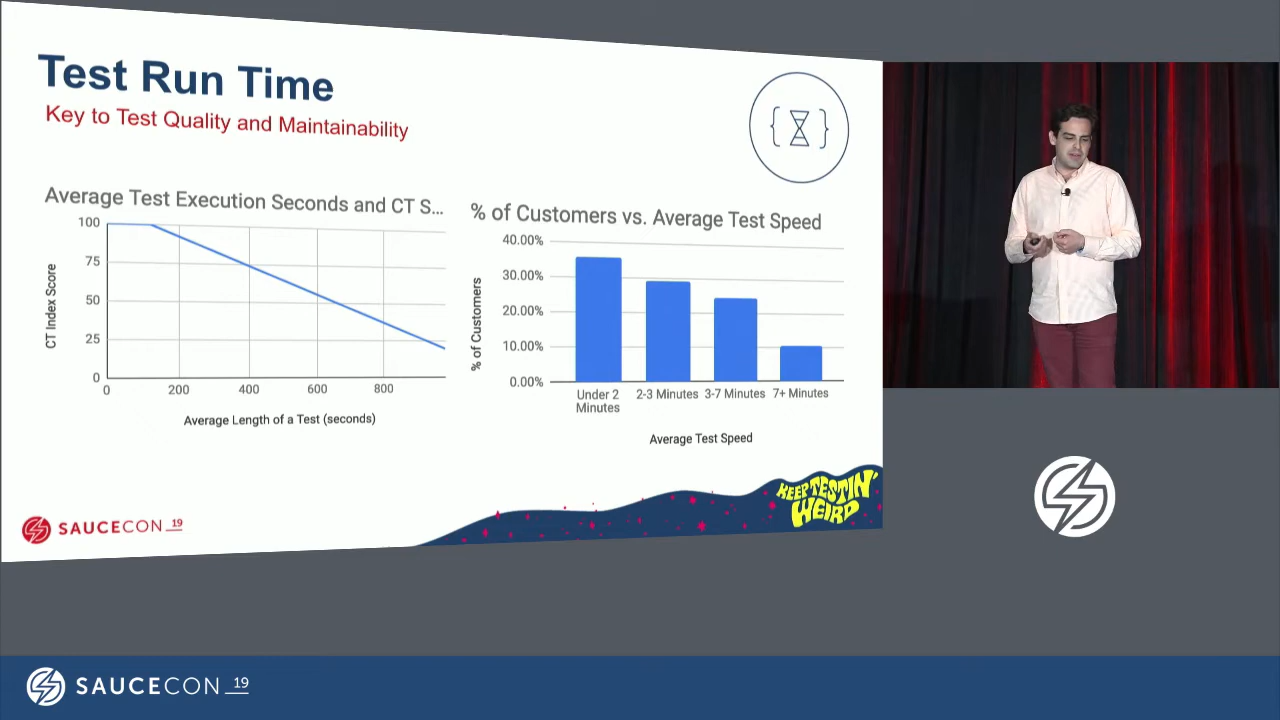 Test Run Time
Key to Test Quality and Maintainability
Average Test Execution Seconds and CT S...
100
75
50
25
0
CT Index Score
0 200 400 600 800
Average Length of a Test (seconds)
% of Customers vs. Average Test Speed
40.00%
30.00%
20.00%
10.00%
0.00%
% of Customers
Under 2 2-3 Minutes 3-7 Minutes 7+ Minutes
Minutes
Average Test Speed
KEEP TESTIN'
WEIRD
SAUCECON 19
SAUCECON 19